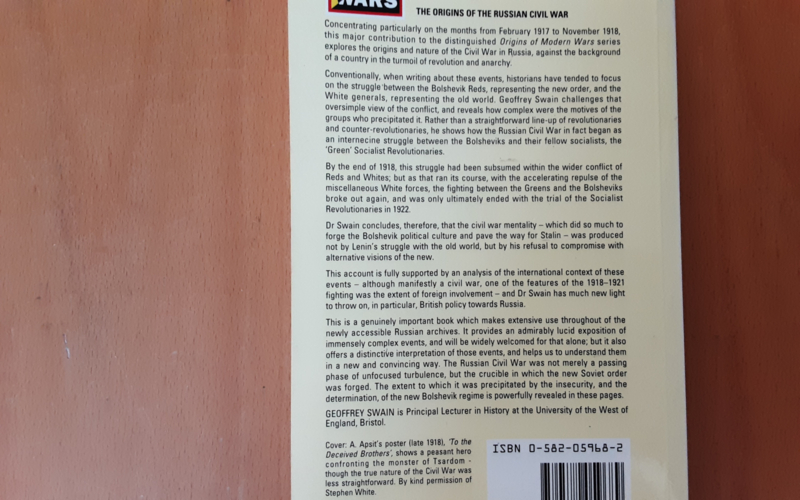 WARS
THE ORIGINS OF THE RUSSIAN CIVIL WAR
Concentrating particularly on the months from February 1917 to November 1918,
this major contribution to the distinguished Origins of Modern Wars series
explores the origins and nature of the Civil War in Russia, against the background
of a country in the turmoil of revolution and anarchy.
Conventionally, when writing about these events, historians have tended to focus
on the struggle between the Bolshevik Reds, representing the new order, and the
White generals, representing the old world. Geoffrey Swain challenges that
oversimple view of the conflict, and reveals how complex were the motives of the
groups who precipitated it. Rather than a straightforward line-up of revolutionaries
and counter-revolutionaries, he shows how the Russian Civil War in fact began as
an internecine struggle between the Bolsheviks and their fellow socialists, the
'Green' Socialist Revolutionaries.
By the end of 1918, this struggle had been subsumed within the wider conflict of
Reds and Whites; but as that ran its course, with the accelerating repulse of the
miscellaneous White forces, the fighting between the Greens and the Bolsheviks
broke out again, and was only ultimately ended with the trial of the Socialist
Revolutionaries in 1922.
Dr Swain concludes, therefore, that the civil war mentality – which did so much to
forge the Bolshevik political culture and pave the way for Stalin – was produced
not by Lenin's struggle with the old world, but by his refusal to compromise with
alternative visions of the new.
This account is fully supported by an analysis of the international context of these
events – although manifestly a civil war, one of the features of the 1918–1921
fighting was the extent of foreign involvement – and Dr Swain has much new light
to throw on, in particular, British policy towards Russia.
This is a genuinely important book which makes extensive use throughout of the
newly accessible Russian archives. It provides an admirably lucid exposition of
immensely complex events, and will be widely welcomed for that alone; but it also
offers a distinctive interpretation of those events, and helps us to understand them
in a new and convincing way. The Russian Civil War was not merely a passing
phase of unfocused turbulence, but the crucible in which the new Soviet order
was forged. The extent to which it was precipitated by the insecurity, and the
determination, of the new Bolshevik regime is powerfully revealed in these pages.
GEOFFREY SWAIN is Principal Lecturer in History at the University of the West of
England, Bristol.
Cover: A. Apsit's poster (late 1918), 'To the
Deceived Brothers', shows a peasant hero
confronting the monster of Tsardom -
though the true nature of the Civil War was
less straightforward. By kind permission of
Stephen White.
ISBN 0-582-05968-2